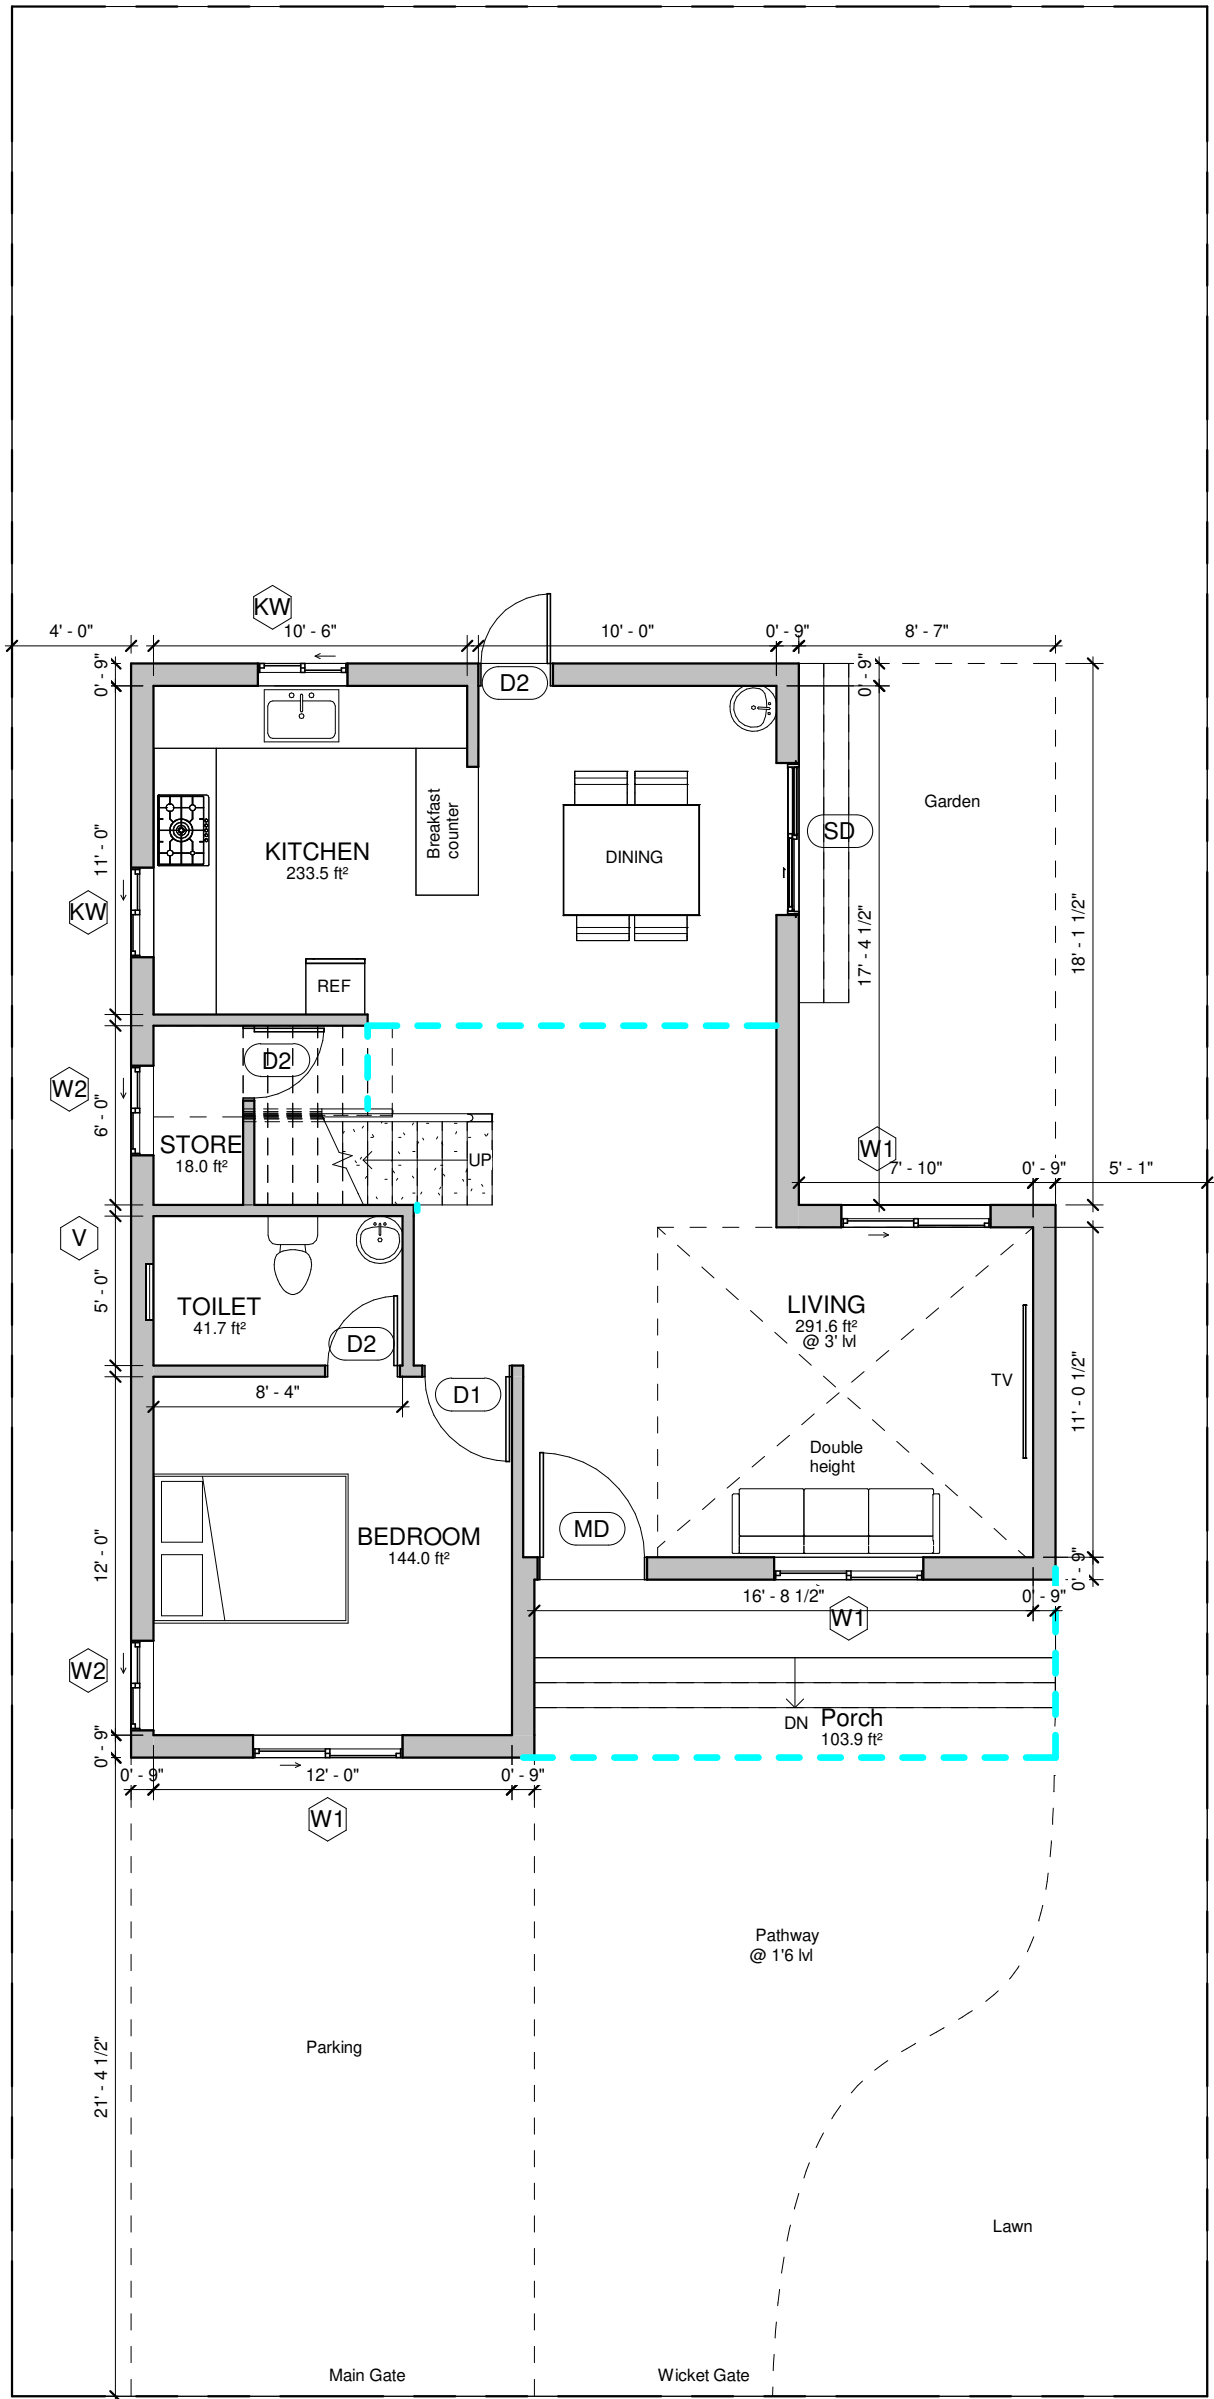 KW
4' - 0"
10' - 6"
10' - 0"
0' - 9"
8' - 7"
0' - 9"
D2
0' - 9"
Garden
Breakfast
counter
SD
11' - 0"
KITCHEN
233.5 ft²
DINING
KW
17' - 4 1/2"
18' - 1 1/2"
REF
D2
W2
6' - 0"
STORE
18.0 ft²
UP
W1
7' - 10"
0' - 9"
5' - 1"
V
5' - 0"
TOILET
41.7 ft²
D2
LIVING
291.6 ft²
@ 3' lvl
8' - 4"
D1
TV
11' - 0 1/2"
Double
height
MD
BEDROOM
144.0 ft²
12' - 0"
0' - 9"
16' - 8 1/2"
0' - 9"
W1
W2
DN
Porch
103.9 ft²
0' - 9"
0' - 9"
12' - 0"
0' - 9"
W1
Pathway
@ 1'6 lvl
Parking
21' - 4 1/2"
Lawn
Main Gate
Wicket Gate